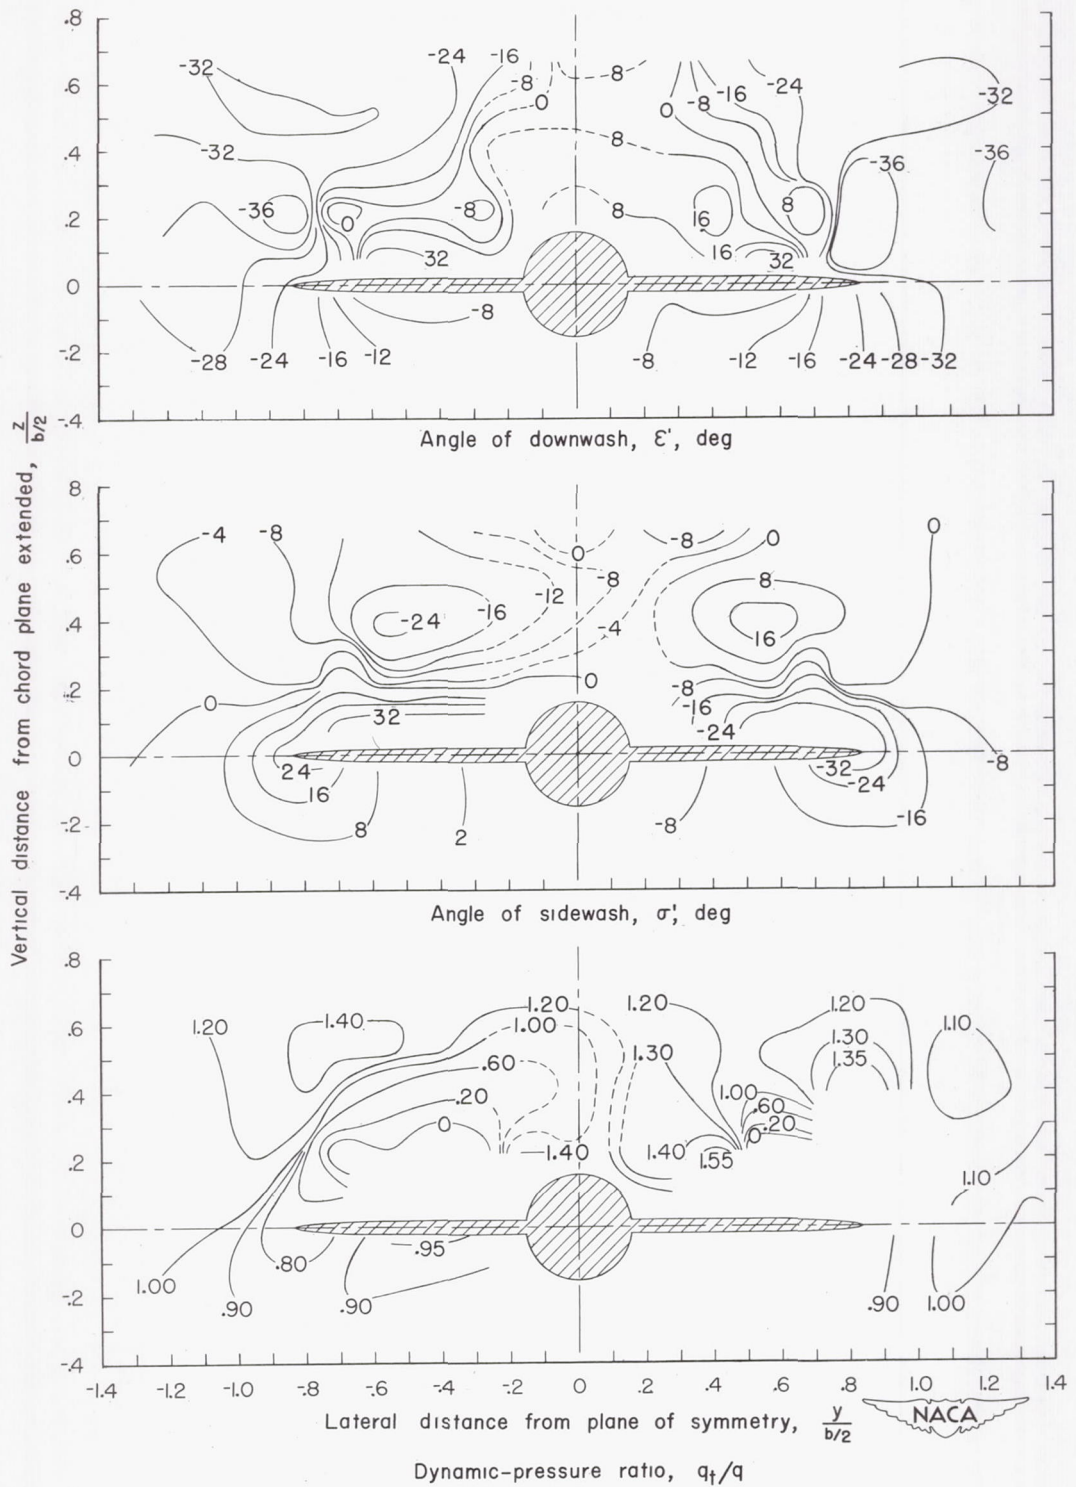 .8
.6
.4
.2
0
-.2
-.4
-32 -24 -16 -8 0 8 0 -8 -16 -24 -32
-32 8 -36 -36
-36 0 -8 8 16 8
32 16 32
-8
-28 -24 -16 -12 -8 -12 -16 -24 -28 -32
Angle of downwash, ε', deg
Vertical distance from chord plane extended, z/b/2
.8
.6
.4
.2
0
-.2
-.4
-4 -8 0 -8 0 0
-12 -8 8
-24 -16 -4 16
0 0 -8
32 -16
-24
24 -32 -8
16 -24
8 2 -8 -16
Angle of sidewash, σ', deg
.8
.6
.4
.2
0
-.2
-.4
1.20 1.40 1.20 1.00 1.20 1.20 1.10
.60 1.30 1.30
1.35
.20 1.00
.60
0 .20
0
1.40 1.40 1.55 1.10
.80 .95
1.00 .90 .90 .90 1.00
-1.4 -1.2 -1.0 -.8 -.6 -.4 -.2 0 .2 .4 .6 .8 1.0 1.2 1.4
Lateral distance from plane of symmetry, y/b/2
NACA
Dynamic-pressure ratio, qt/q